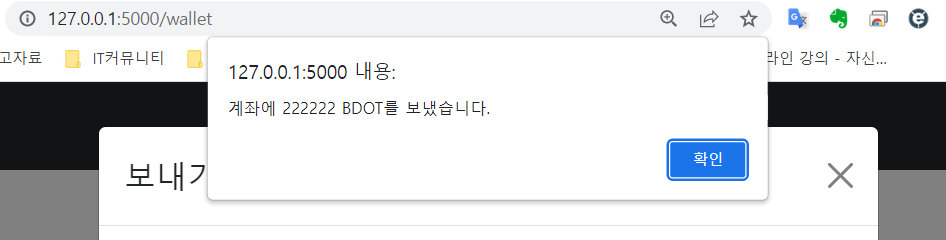 127.0.0.1:5000/wallet
고자료 IT커뮤니티 라인 강의 - 자신...
127.0.0.1:5000 내용:
계좌에 222222 BDOT를 보냈습니다.
확인
보내기